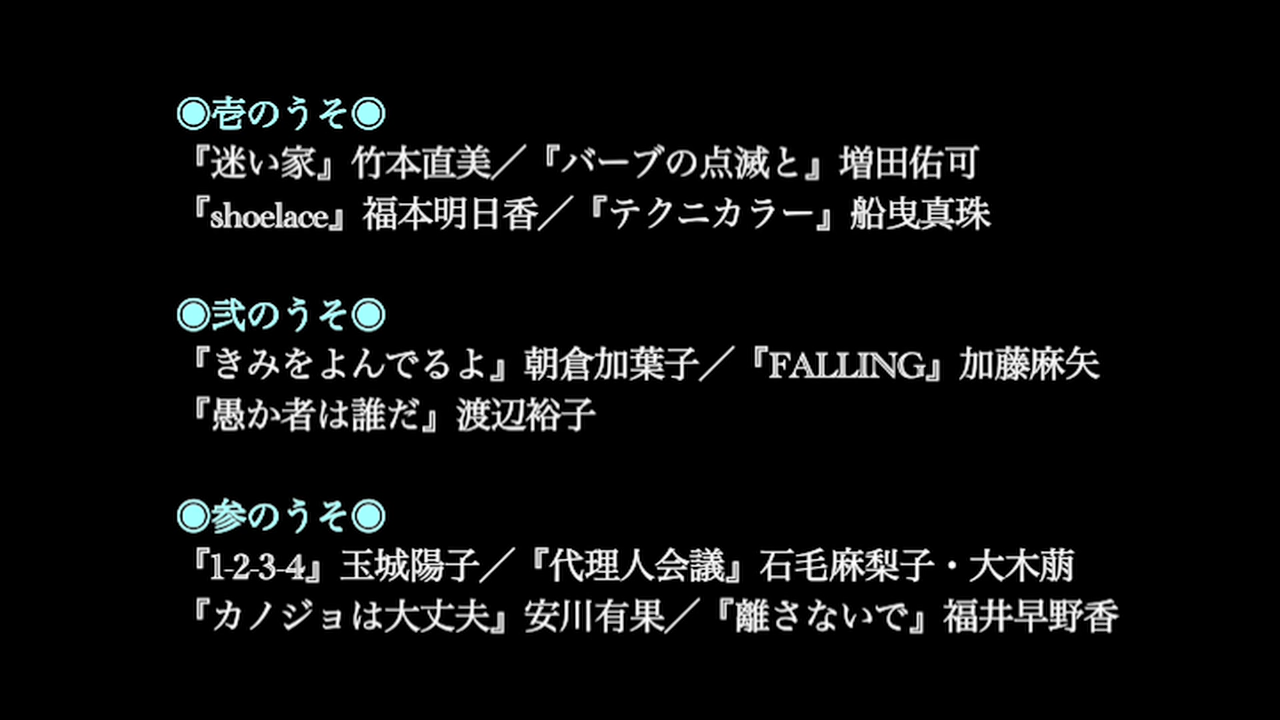 ◉壱のうそ◉
『迷い家』竹本直美／『バーブの点滅と』増田佑可
『shoelace』福本明日香／『テクニカラー』船曳真珠
◉弐のうそ◉
『きみをよんでるよ』朝倉加葉子／『FALLING』加藤麻矢
『愚か者は誰だ』渡辺裕子
◉参のうそ◉
『1-2-3-4』玉城陽子／『代理人会議』石毛麻梨子・大木萠
『カノジョは大丈夫』安川有果／『離さないで』福井早野香